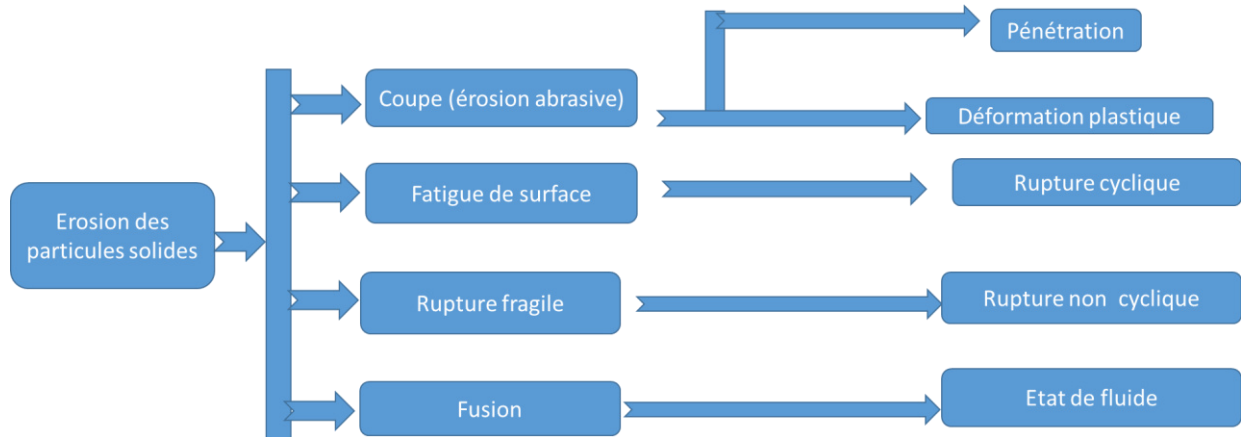 Pénétration
Coupe (érosion abrasive)
Déformation plastique
Fatigue de surface
Rupture cyclique
Erosion des
particules solides
Rupture fragile
Rupture non cyclique
Fusion
Etat de fluide